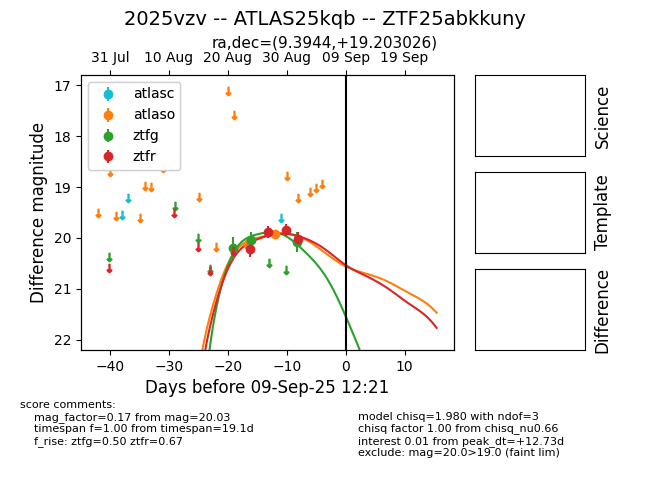 2025vzv -- ATLAS25kqb -- ZTF25abkkuny
ra,dec=(9.3944,+19.203026)
31 Jul 10 Aug 20 Aug 30 Aug 09 Sep 19 Sep
17
18
19
20
21
22
Difference magnitude
atlasc
atlaso
ztfg
ztfr
−40 −30 −20 −10 0 10
Days before 09-Sep-25 12:21
Science
Template
Difference
score comments:
mag_factor=0.17 from mag=20.03
timespan f=1.00 from timespan=19.1d
f_rise: ztfg=0.50 ztfr=0.67
model chisq=1.980 with ndof=3
chisq factor 1.00 from chisq_nu0.66
interest 0.01 from peak_dt=+12.73d
exclude: mag=20.0>19.0 (faint lim)